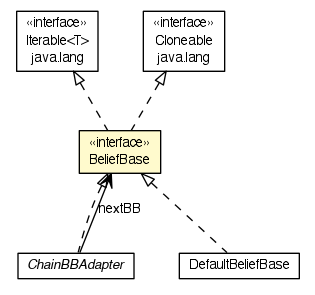 «interface»
Iterable<T>
java.lang
«interface»
Cloneable
java.lang
«interface»
BeliefBase
nextBB
ChainBBAdapter
DefaultBeliefBase